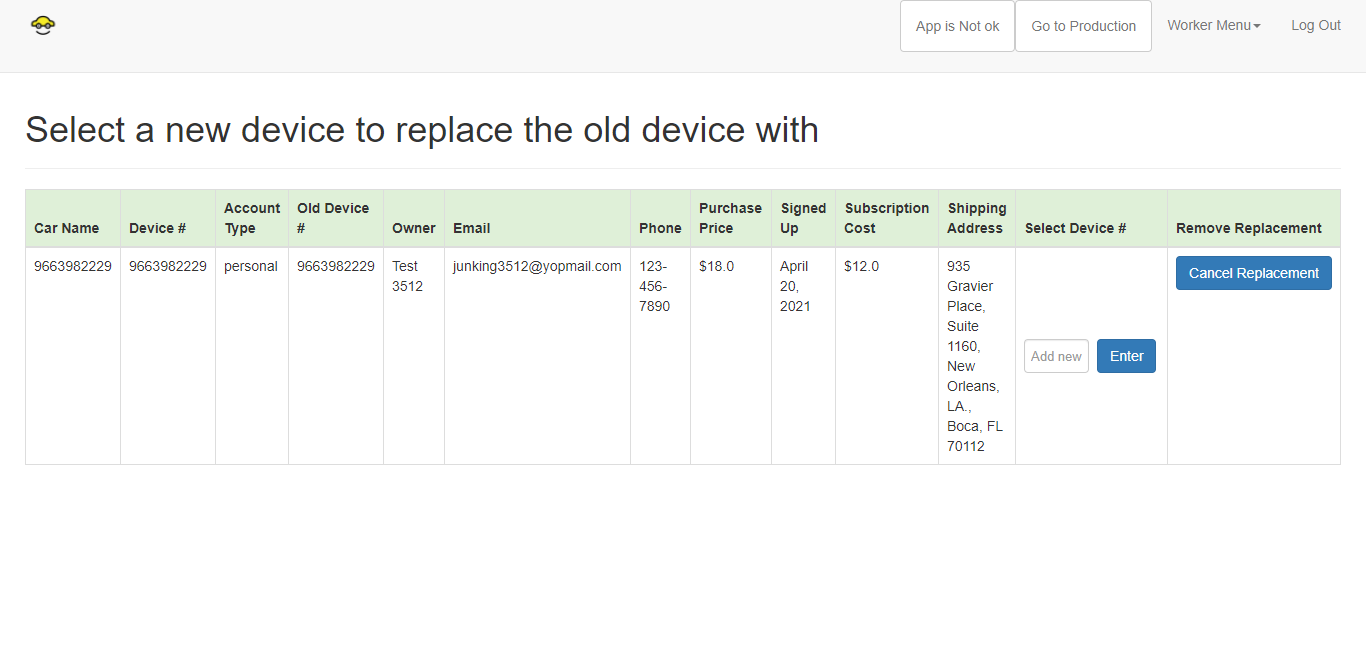 App is Not ok
Go to Production
Worker Menu
Log Out
Select a new device to replace the old device with
Car Name
Device #
Account
Type
Old Device
#
Owner
Email
Phone
Purchase
Price
Signed
Up
Subscription
Cost
Shipping
Address
Select Device #
Remove Replacement
9663982229
9663982229
personal
9663982229
Test
3512
junking3512@yopmail.com
123-
456-
7890
$18.0
April
20,
2021
$12.0
935
Gravier
Place,
Suite
1160,
New
Orleans,
LA.,
Boca, FL
70112
Add new
Enter
Cancel Replacement